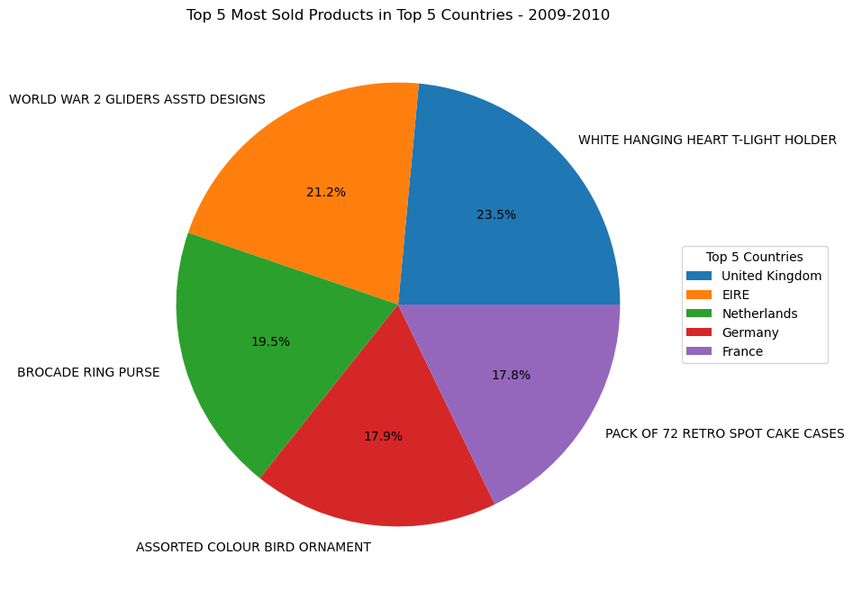 Top 5 Most Sold Products in Top 5 Countries - 2009-2010
WORLD WAR 2 GLIDERS ASSTD DESIGNS
WHITE HANGING HEART T-LIGHT HOLDER
21.2%
23.5%
Top 5 Countries
United Kingdom
EIRE
Netherlands
Germany
France
19.5%
17.8%
BROCADE RING PURSE
17.9%
PACK OF 72 RETRO SPOT CAKE CASES
ASSORTED COLOUR BIRD ORNAMENT